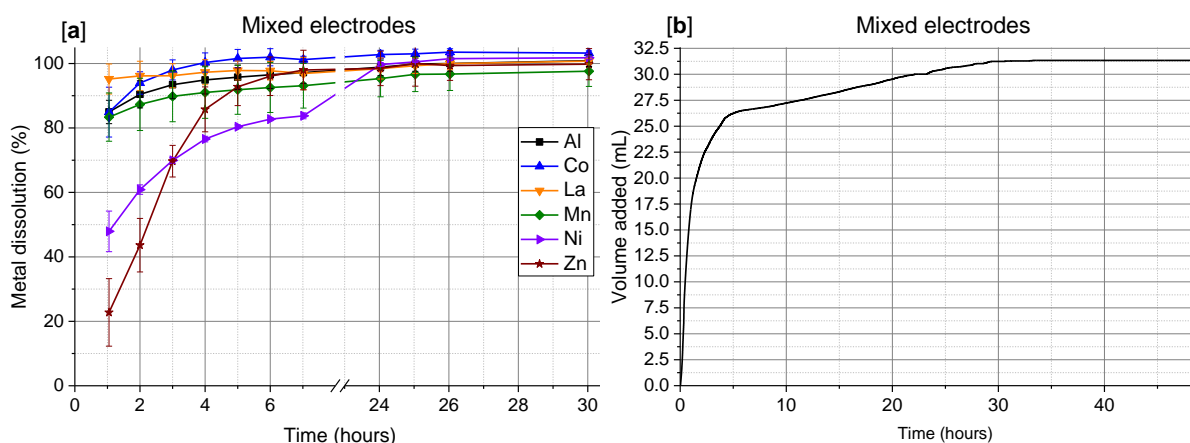 [a]
Mixed electrodes
Metal dissolution (%)
100
80
60
40
20
0
0 2 4 6 // 24 26 28 30
Time (hours)
Al
Co
La
Mn
Ni
Zn
[b]
Mixed electrodes
Volume added (mL)
32.5
30.0
27.5
25.0
22.5
20.0
17.5
15.0
12.5
10.0
7.5
5.0
2.5
0.0
0 10 20 30 40
Time (hours)